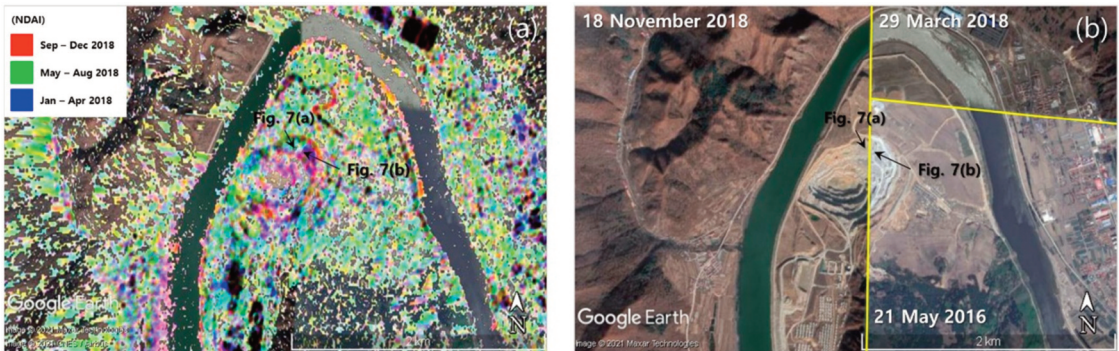 (NDAI)
Sep – Dec 2018
May – Aug 2018
Jan – Apr 2018
(a)
Fig. 7(a)
Fig. 7(b)
Google Earth
N
18 November 2018
29 March 2018
(b)
Fig. 7(a)
Fig. 7(b)
21 May 2016
Google Earth
Image © 2021 Maxar Technologies
2 km
N